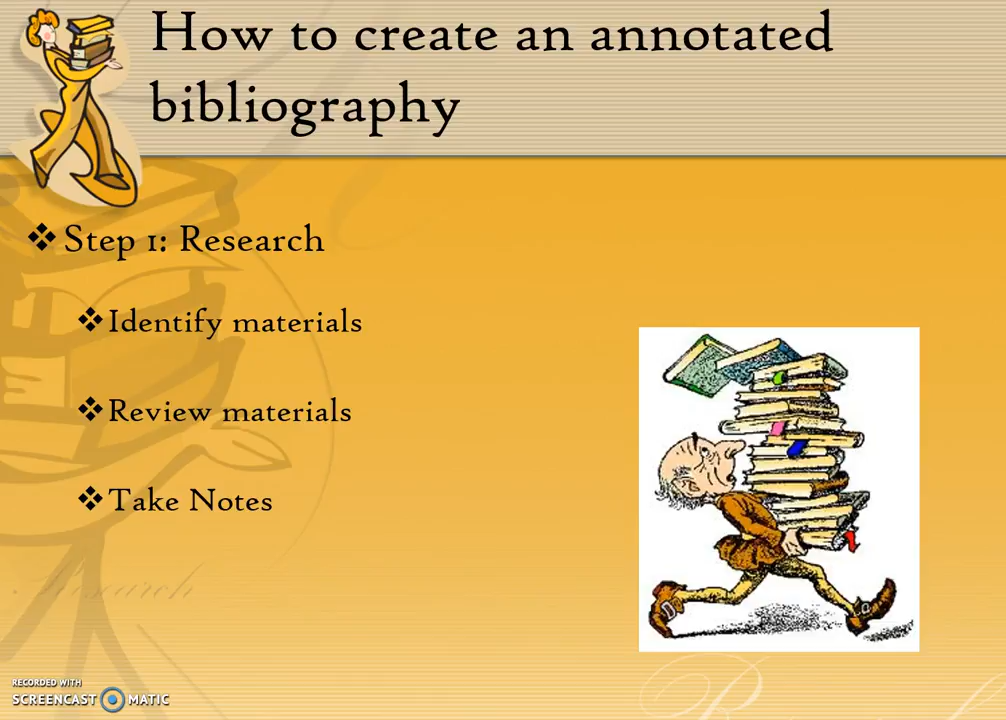 How to create an annotated
bibliography
❖Step 1: Research
❖Identify materials
❖Review materials
❖Take Notes
Research
RECORDED WITH
SCREENCAST MATIC